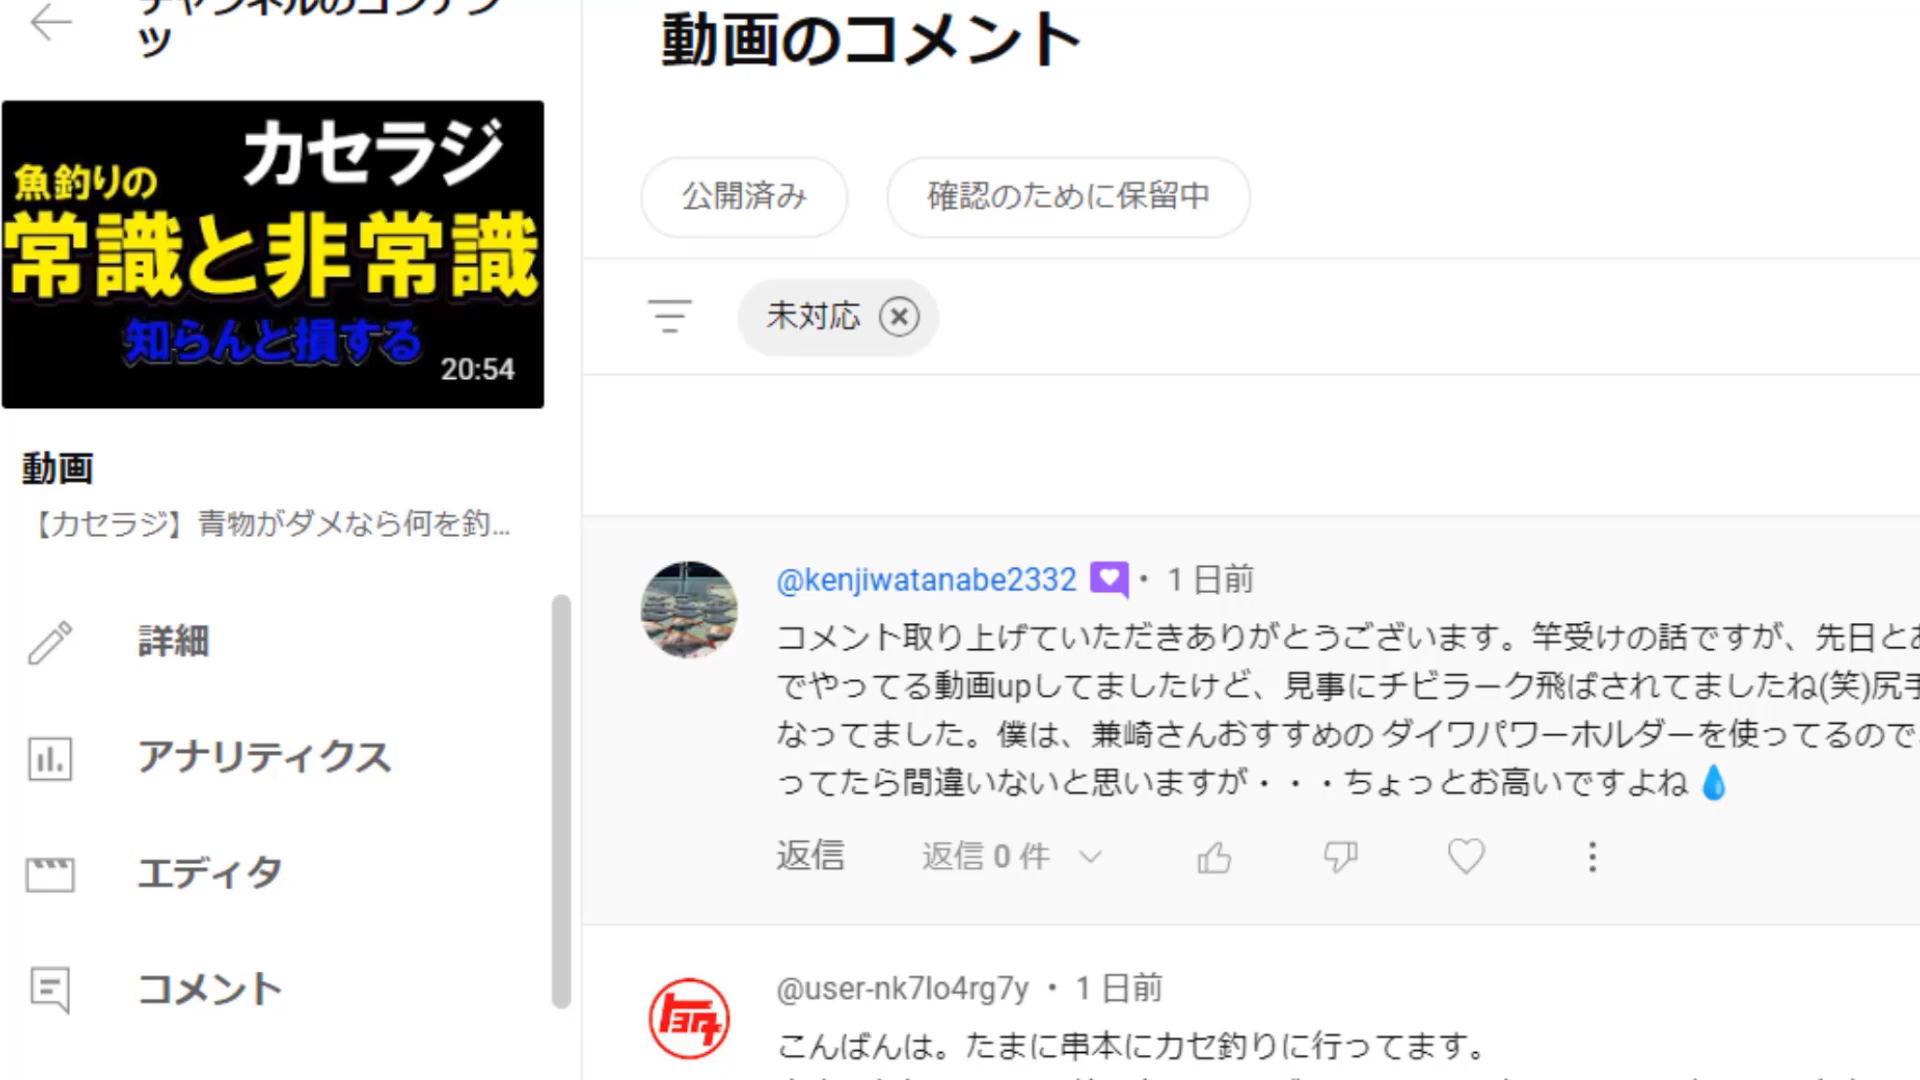 チャンネルのコンテン
ツ
カセラジ
魚釣りの
常識と非常識
知らんと損する
20:54
動画
【カセラジ】青物がダメなら何を釣...
詳細
アナリティクス
エディタ
コメント
動画のコメント
公開済み
確認のために保留中
未対応
@kenjiwatanabe2332 • 1 日前
コメント取り上げていただきありがとうございます。竿受けの話ですが、先日とあ
でやってる動画upしてましたけど、見事にチビラーク飛ばされてましたね(笑)尻手
なってました。僕は、兼崎さんおすすめの ダイワパワーホルダーを使ってるので
ってたら間違いないと思いますが・・・ちょっとお高いですよね💧
返信
返信 0 件
トヨタ
@user-nk7lo4rg7y • 1 日前
こんばんは。たまに串本にカセ釣りに行ってます。